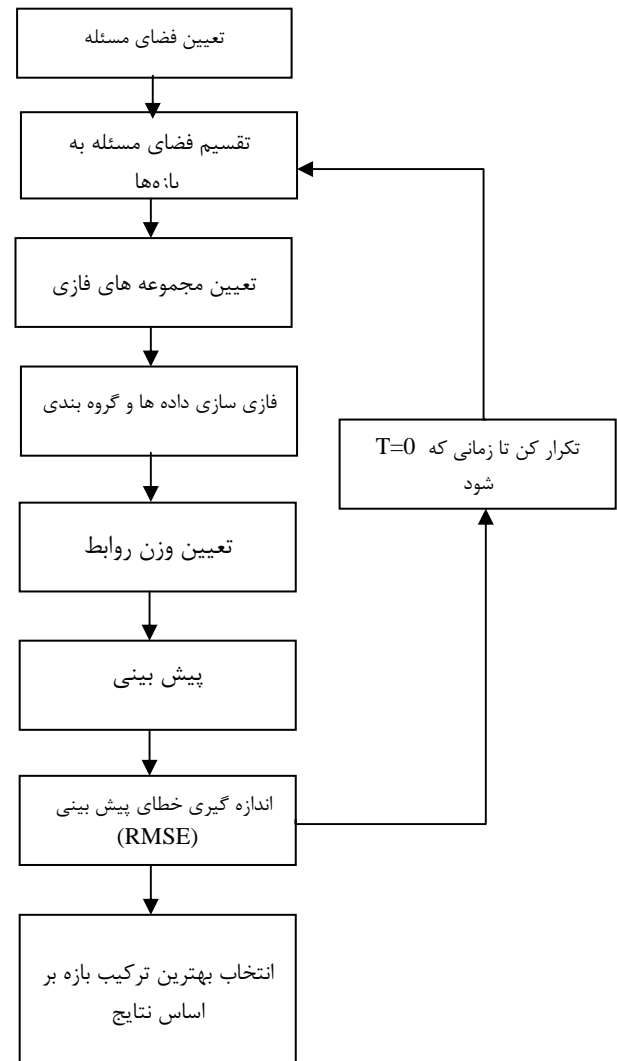 تعیین فضای مسئله
تقسیم فضای مسئله به
بازه‌ها
تعیین مجموعه های فازی
فازی سازی داده ها و گروه بندی
تکرار کن تا زمانی که T=0
شود
تعیین وزن روابط
پیش بینی
اندازه گیری خطای پیش بینی
(RMSE)
انتخاب بهترین ترکیب بازه بر
اساس نتایج